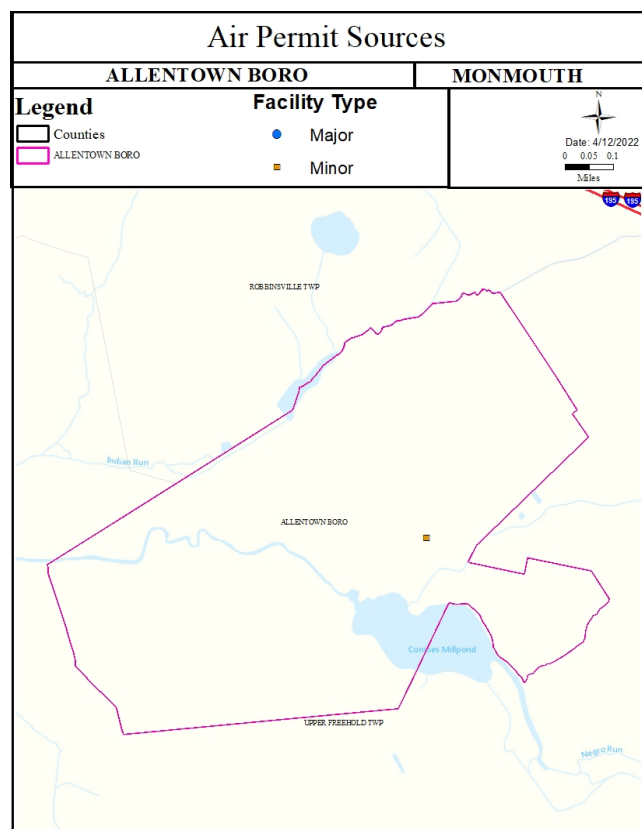 Air Permit Sources
ALLENTOWN BORO
MONMOUTH
Legend
Counties
ALLENTOWN BORO
Facility Type
Major
Minor
N
Date: 4/12/2022
0 0.05 0.1
Miles
195 195
ROBBINSVILLE TWP
Indian Run
ALLENTOWN BORO
Conines Millpond
UPPER FREEHOLD TWP
Negro Run